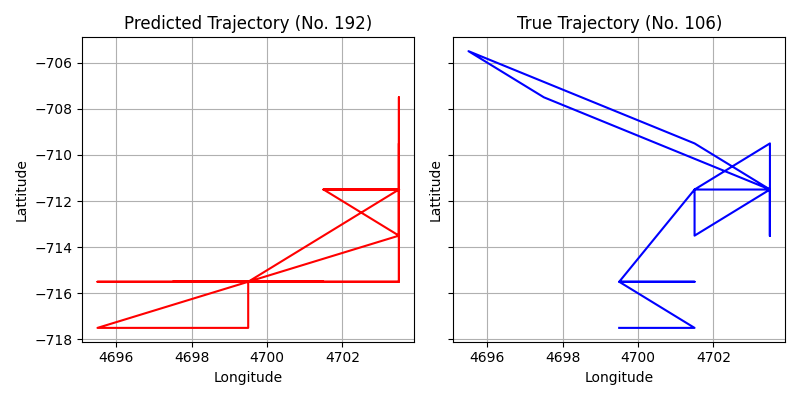 Predicted Trajectory (No. 192)
True Trajectory (No. 106)
Lattitude
−706
−708
−710
−712
−714
−716
−718
4696
4698
4700
4702
Longitude
Lattitude
4696
4698
4700
4702
Longitude